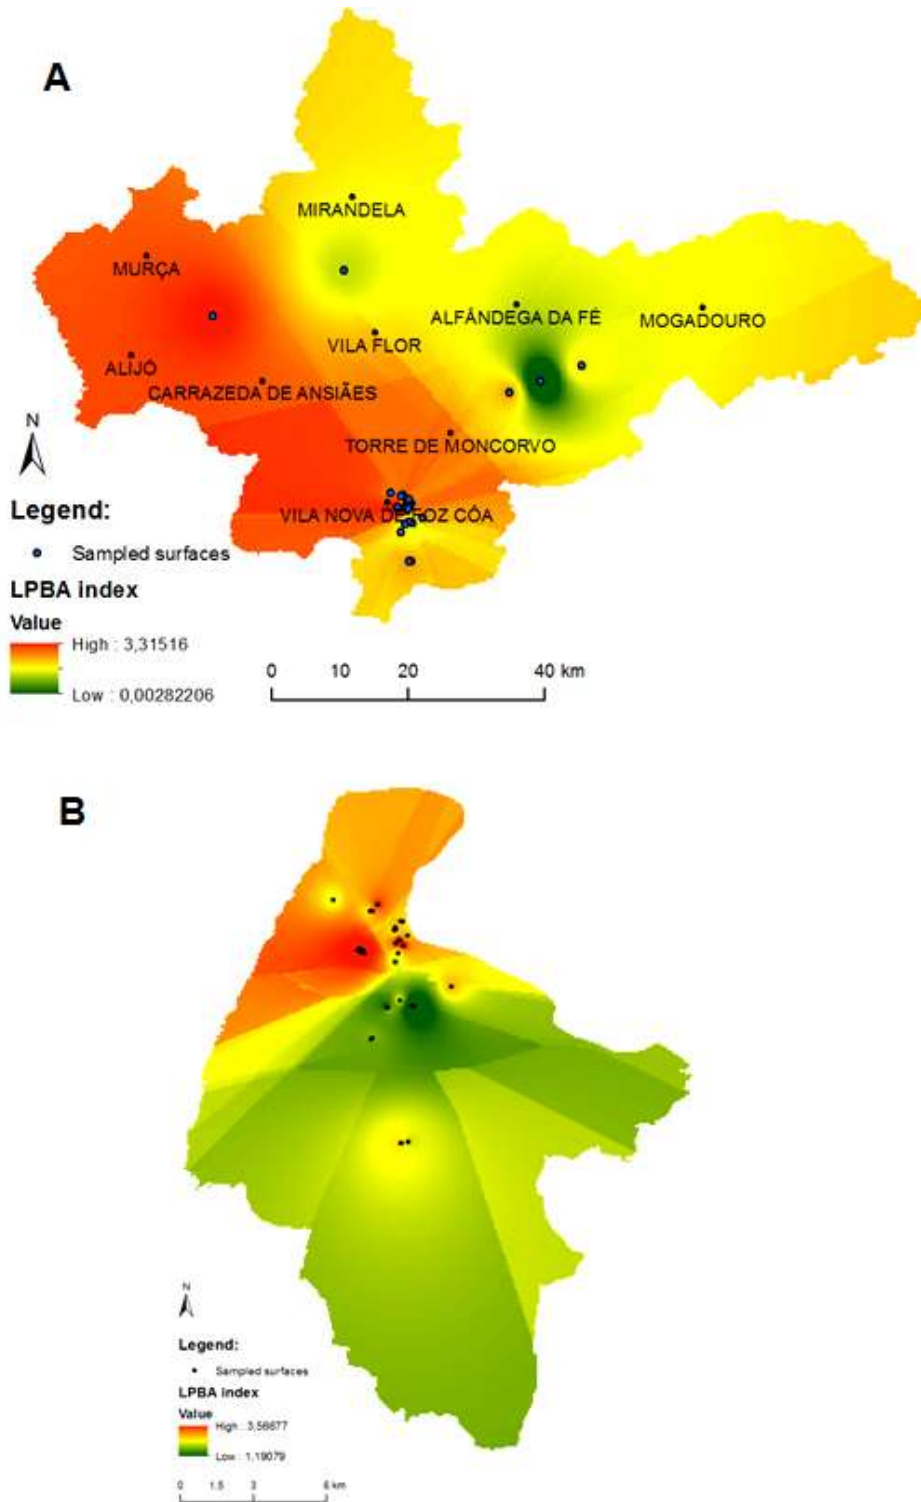 A
MIRANDELA
MURÇA
ALFÂNDEGA DA FÉ
MOGADOURO
VILA FLOR
ALIJÓ
CARRAZEDA DE ANSIÃES
N
TORRE DE MONCORVO
Legend:
VILA NOVA DE FOZ CÔA
Sampled surfaces
LPBA index
Value
High : 3,31516
0 10 20 40 km
Low : 0,00282206
B
N
Legend:
Sampled surfaces
LPBA index
Value
High : 3,56677
Low : 1,19079
0 1,5 3 6 km